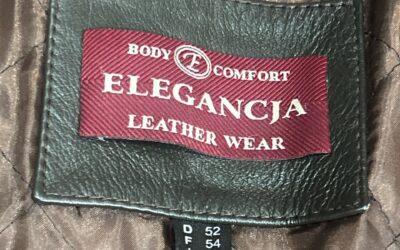 BODY E COMFORT
ELEGANCJA
LEATHER WEAR
D 52
F 54